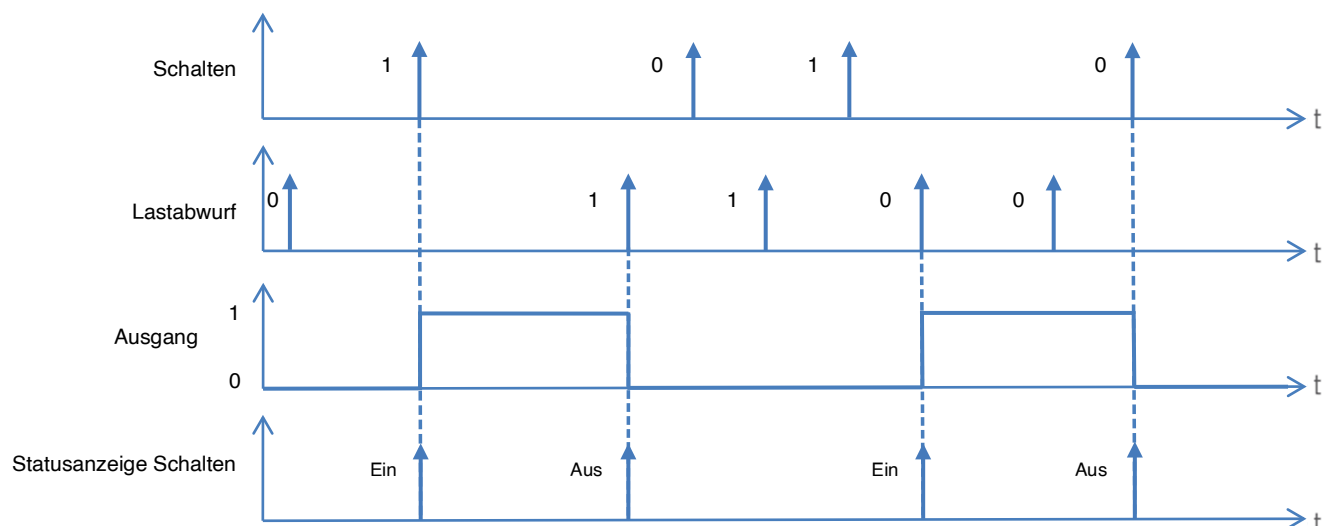 Schalten 1 0 1 0 t
Lastabwurf 0 1 1 0 0 t
1
Ausgang
0 t
Statusanzeige Schalten Ein Aus Ein Aus t